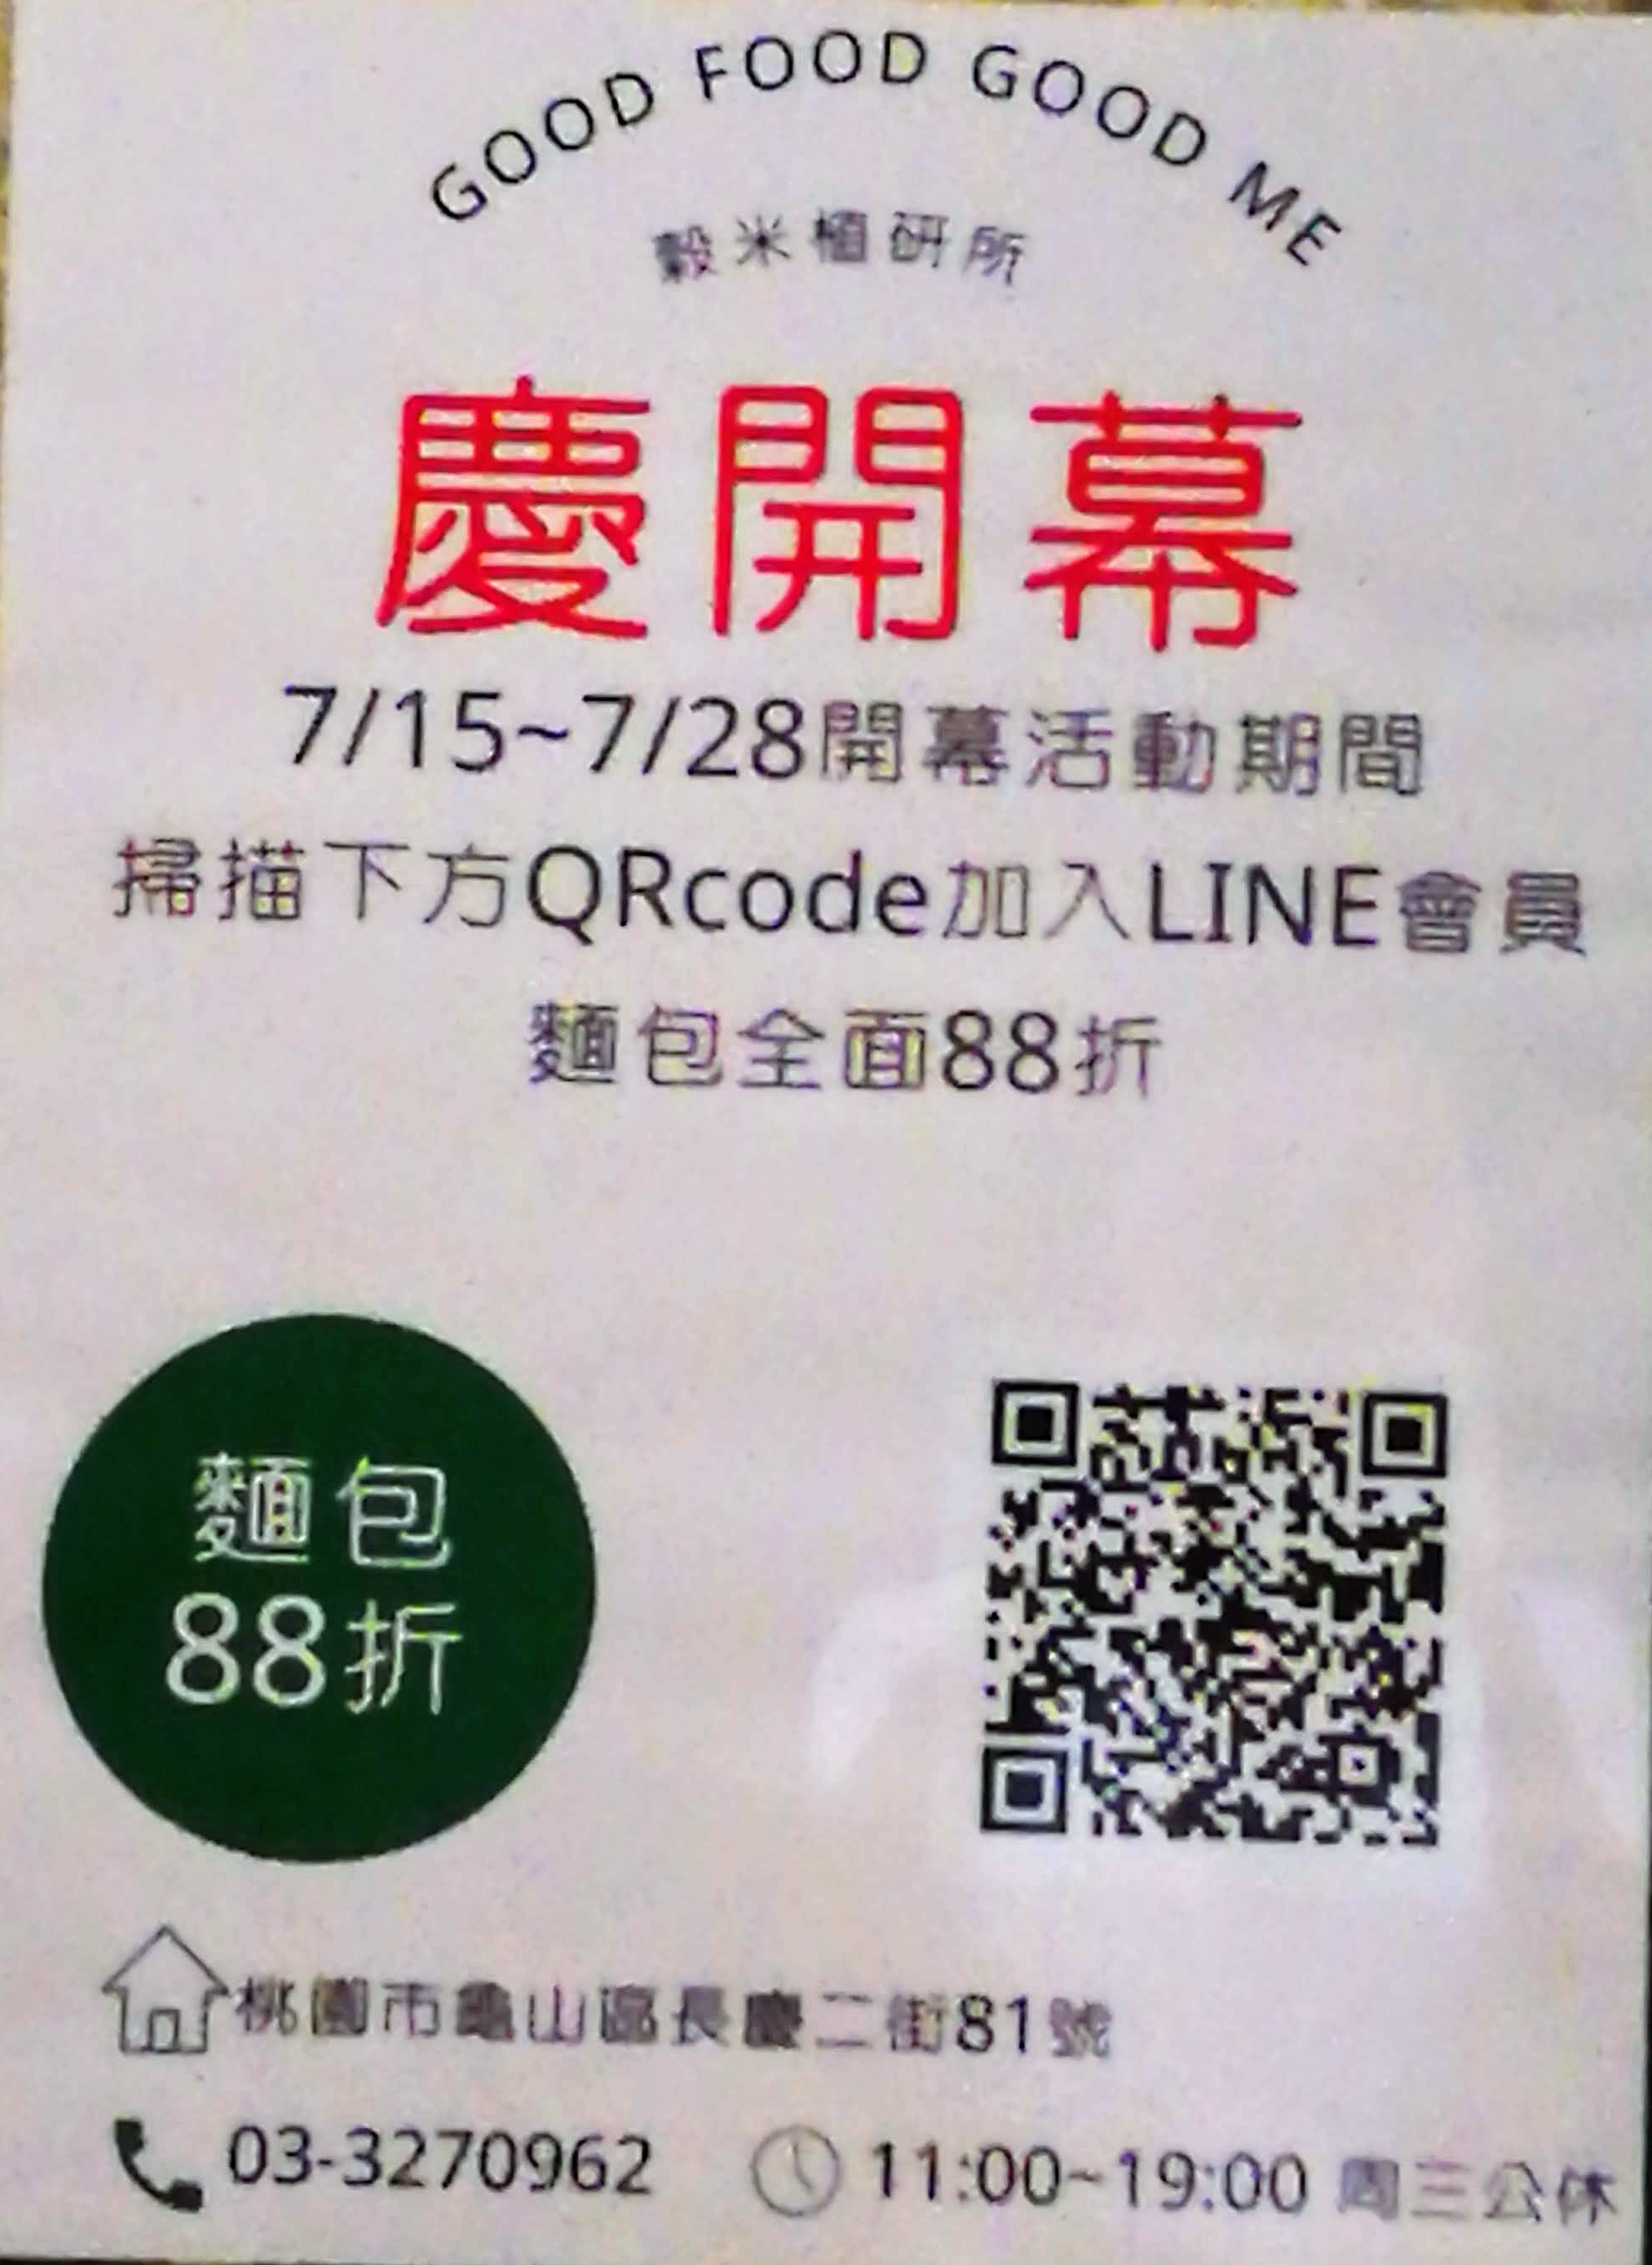 GOOD FOOD GOOD ME
穀米植研所
慶開幕
7/15~7/28開幕活動期間
掃描下方QRcode加入LINE會員
麵包全面88折
麵包
88折
桃園市龜山區長慶二街81號
03-3270962
11:00~19:00 周三公休